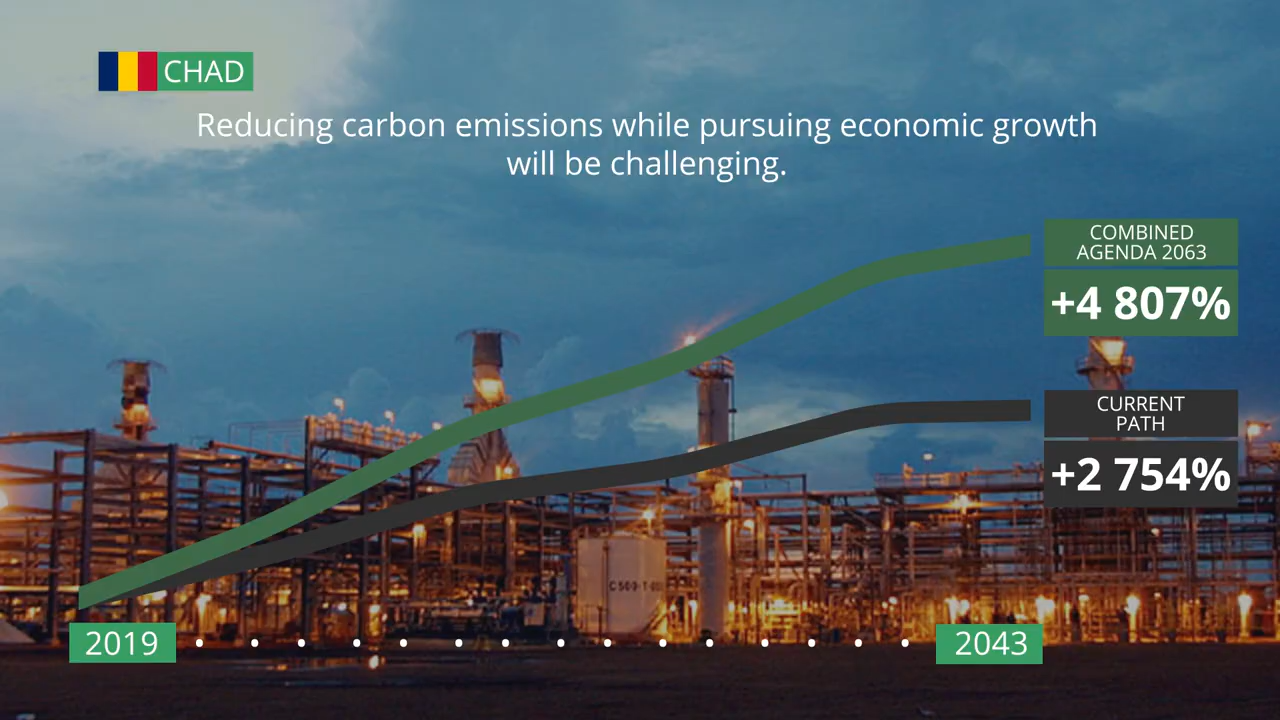 CHAD
Reducing carbon emissions while pursuing economic growth
will be challenging.
COMBINED
AGENDA 2063
+4 807%
CURRENT
PATH
+2 754%
2019
2043